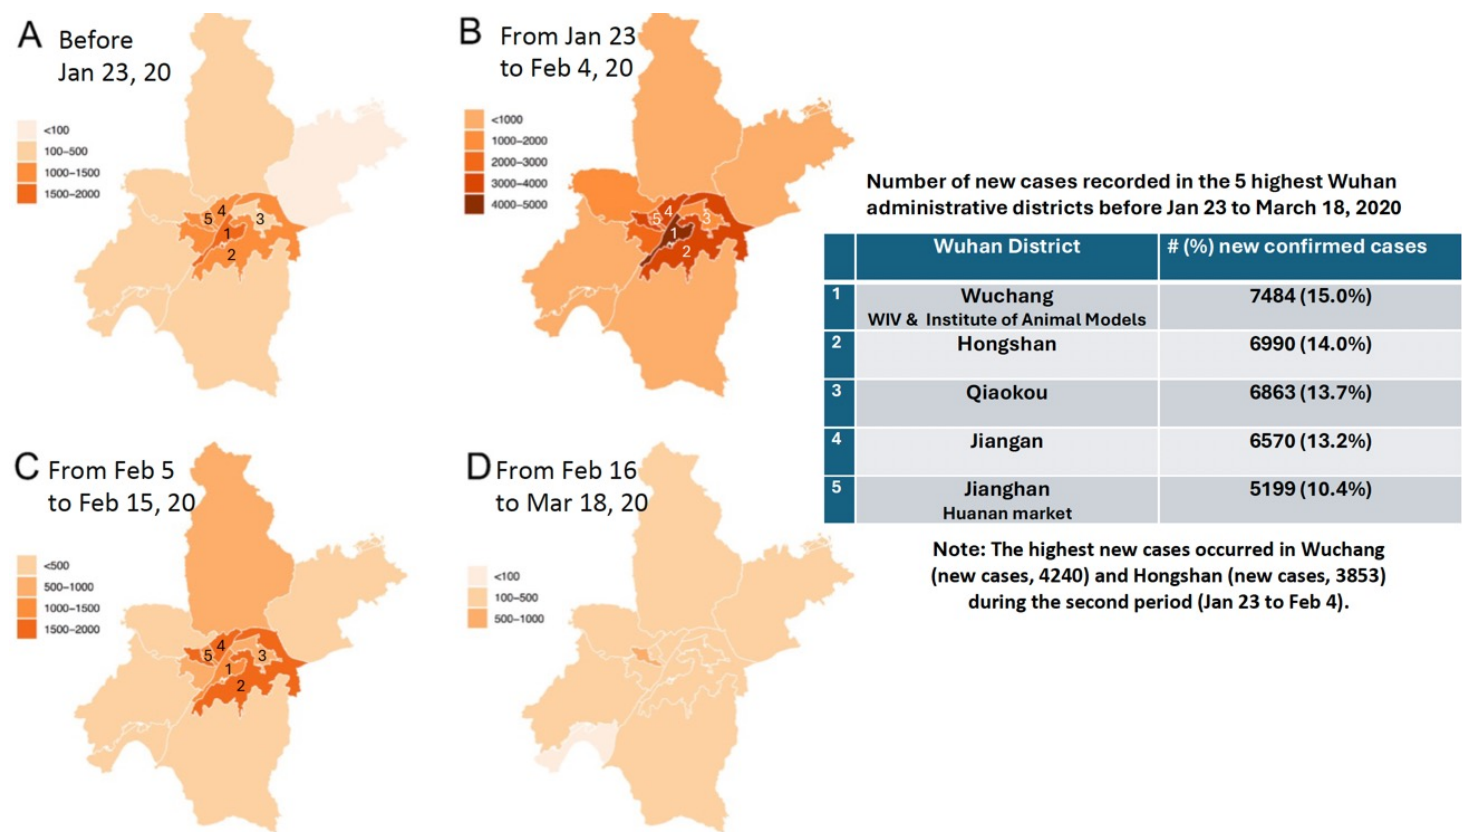 A Before
Jan 23, 20
<100
100–500
1000–1500
1500–2000
5
4
3
1
2
B From Jan 23
to Feb 4, 20
<1000
1000–2000
2000–3000
3000–4000
4000–5000
5
4
3
1
2
Number of new cases recorded in the 5 highest Wuhan
administrative districts before Jan 23 to March 18, 2020
Wuhan District # (%) new confirmed cases
1 Wuchang 7484 (15.0%)
WIV & Institute of Animal Models
2 Hongshan 6990 (14.0%)
3 Qiaokou 6863 (13.7%)
4 Jiangan 6570 (13.2%)
5 Jianghan 5199 (10.4%)
Huanan market
Note: The highest new cases occurred in Wuchang
(new cases, 4240) and Hongshan (new cases, 3853)
during the second period (Jan 23 to Feb 4).
C From Feb 5
to Feb 15, 20
<500
500–1000
1000–1500
1500–2000
5
4
3
1
2
D From Feb 16
to Mar 18, 20
<100
100–500
500–1000